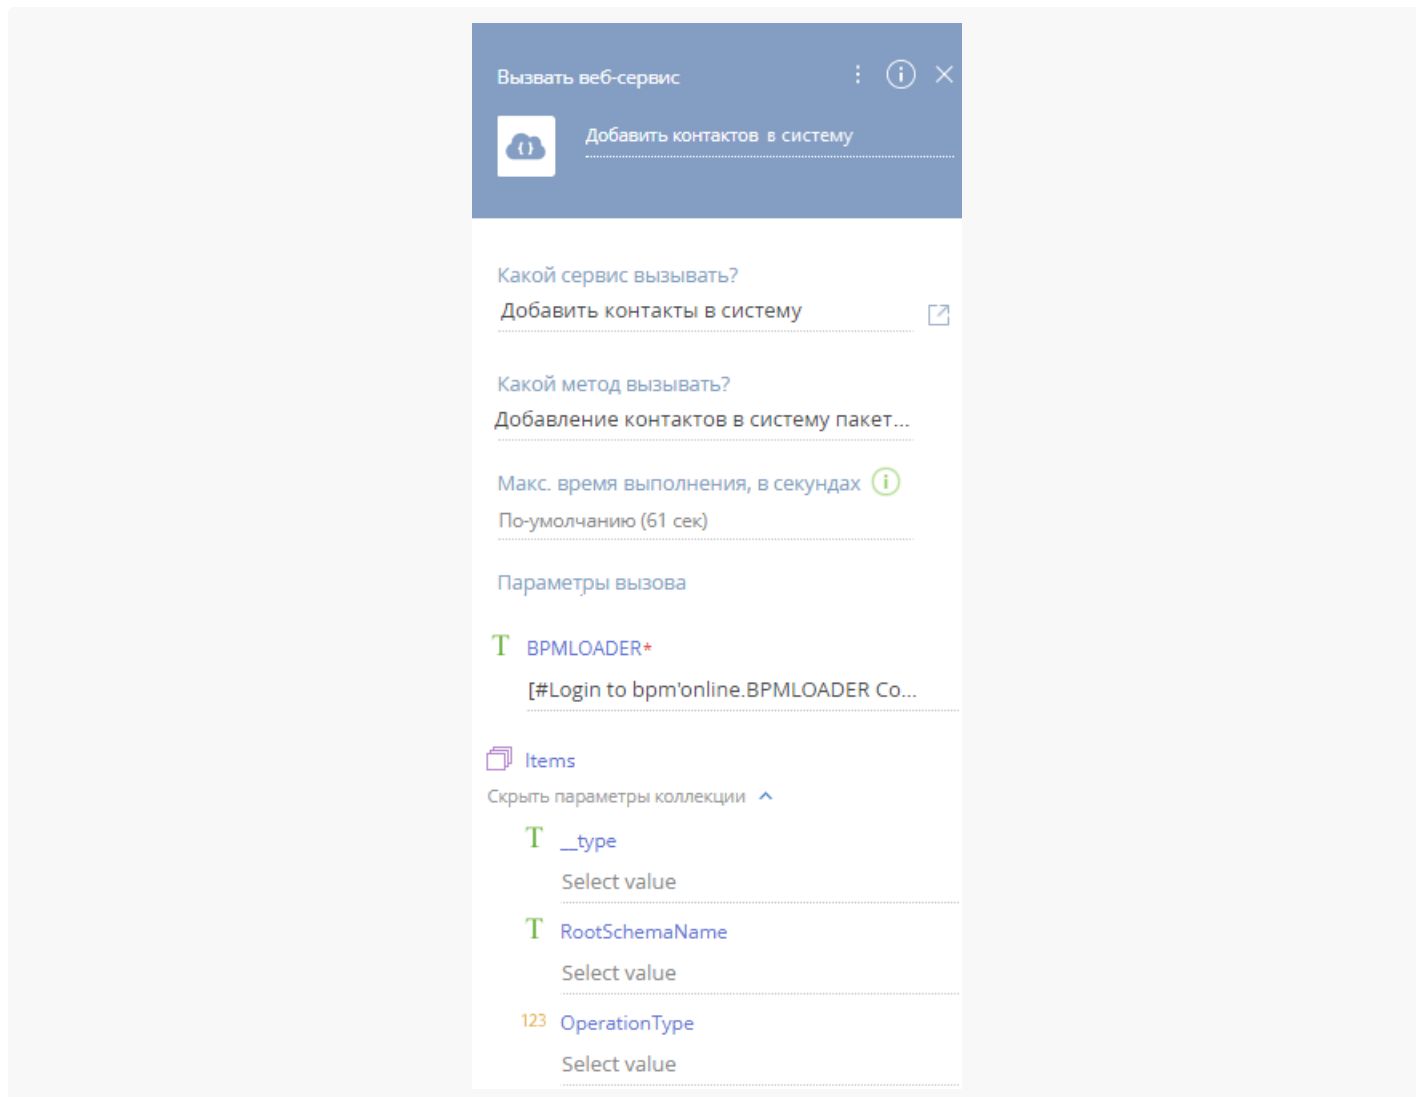 Вызвать веб-сервис
Добавить контактов в систему
Какой сервис вызывать?
Добавить контакты в систему
Какой метод вызывать?
Добавление контактов в систему пакет...
Макс. время выполнения, в секундах
По-умолчанию (61 сек)
Параметры вызова
T BPMLOADER*
[#Login to bpm'online.BPMLOADER Co...
Items
Скрыть параметры коллекции
T __type
Select value
T RootSchemaName
Select value
123 OperationType
Select value